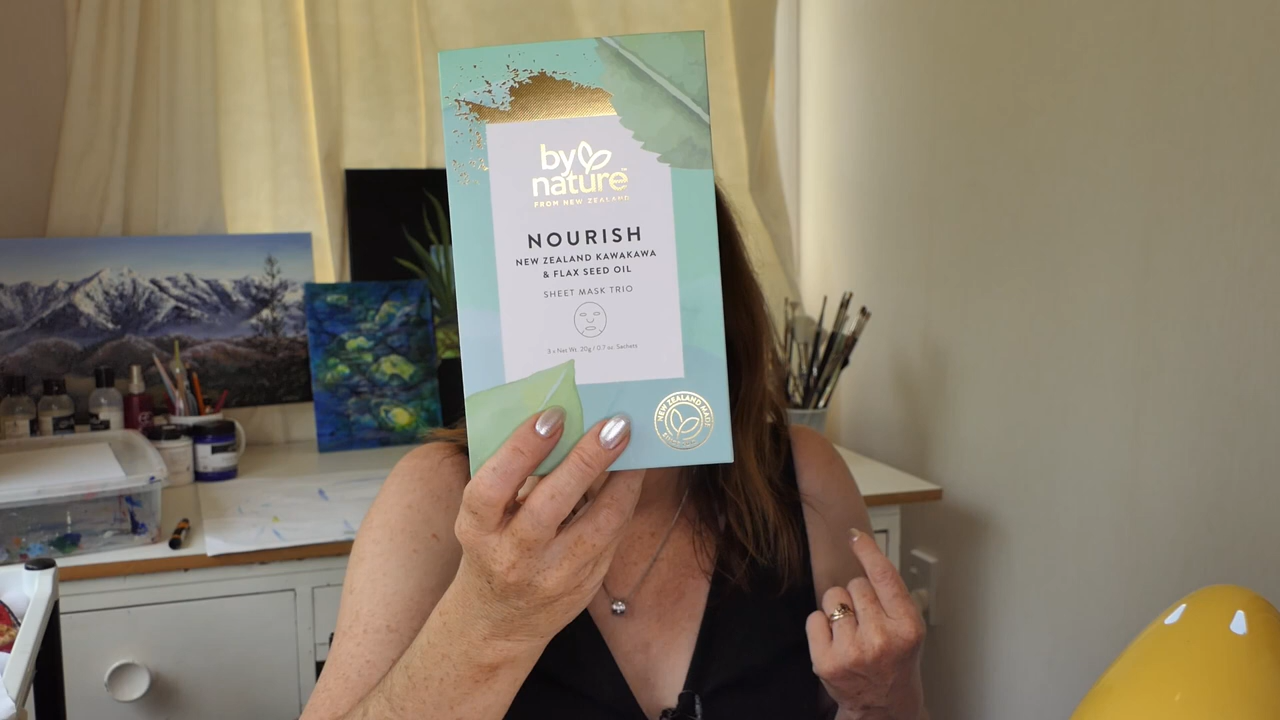 by
nature™
FROM NEW ZEALAND
NOURISH
NEW ZEALAND KAWAKAWA
& FLAX SEED OIL
SHEET MASK TRIO
3 x Net Wt. 20g / 0.7 oz. Sachets
NEW ZEALAND MADE